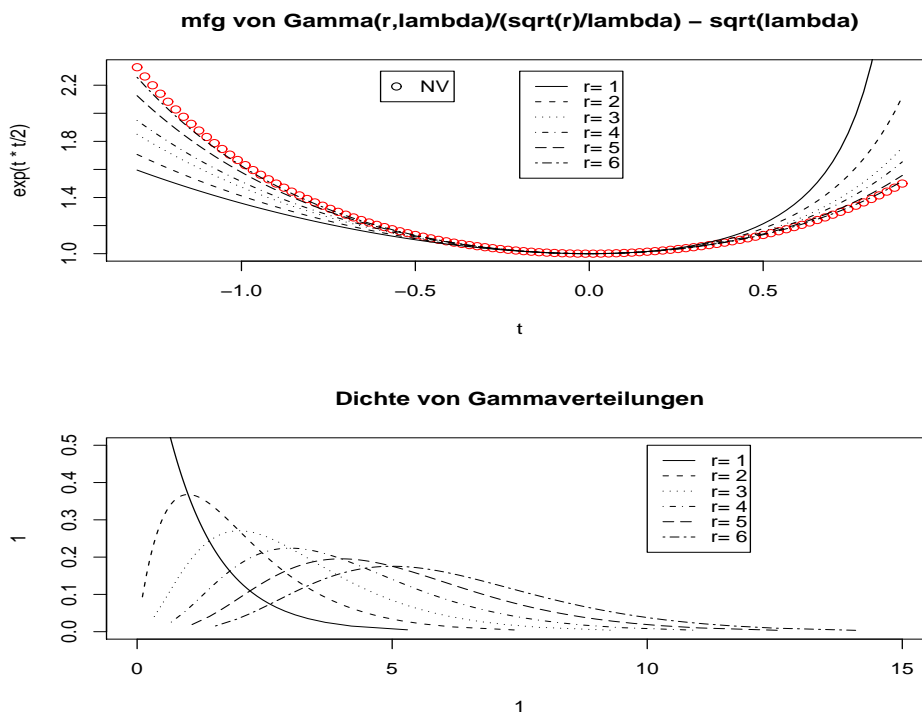 mfg von Gamma(r,lambda)/(sqrt(r)/lambda) − sqrt(lambda)
exp(t * t/2)
2.2
1.8
1.4
1.0
NV
r= 1
r= 2
r= 3
r= 4
r= 5
r= 6
−1.0
−0.5
0.0
0.5
t
Dichte von Gammaverteilungen
1
0.5
0.4
0.3
0.2
0.1
0.0
r= 1
r= 2
r= 3
r= 4
r= 5
r= 6
0
5
10
15
1